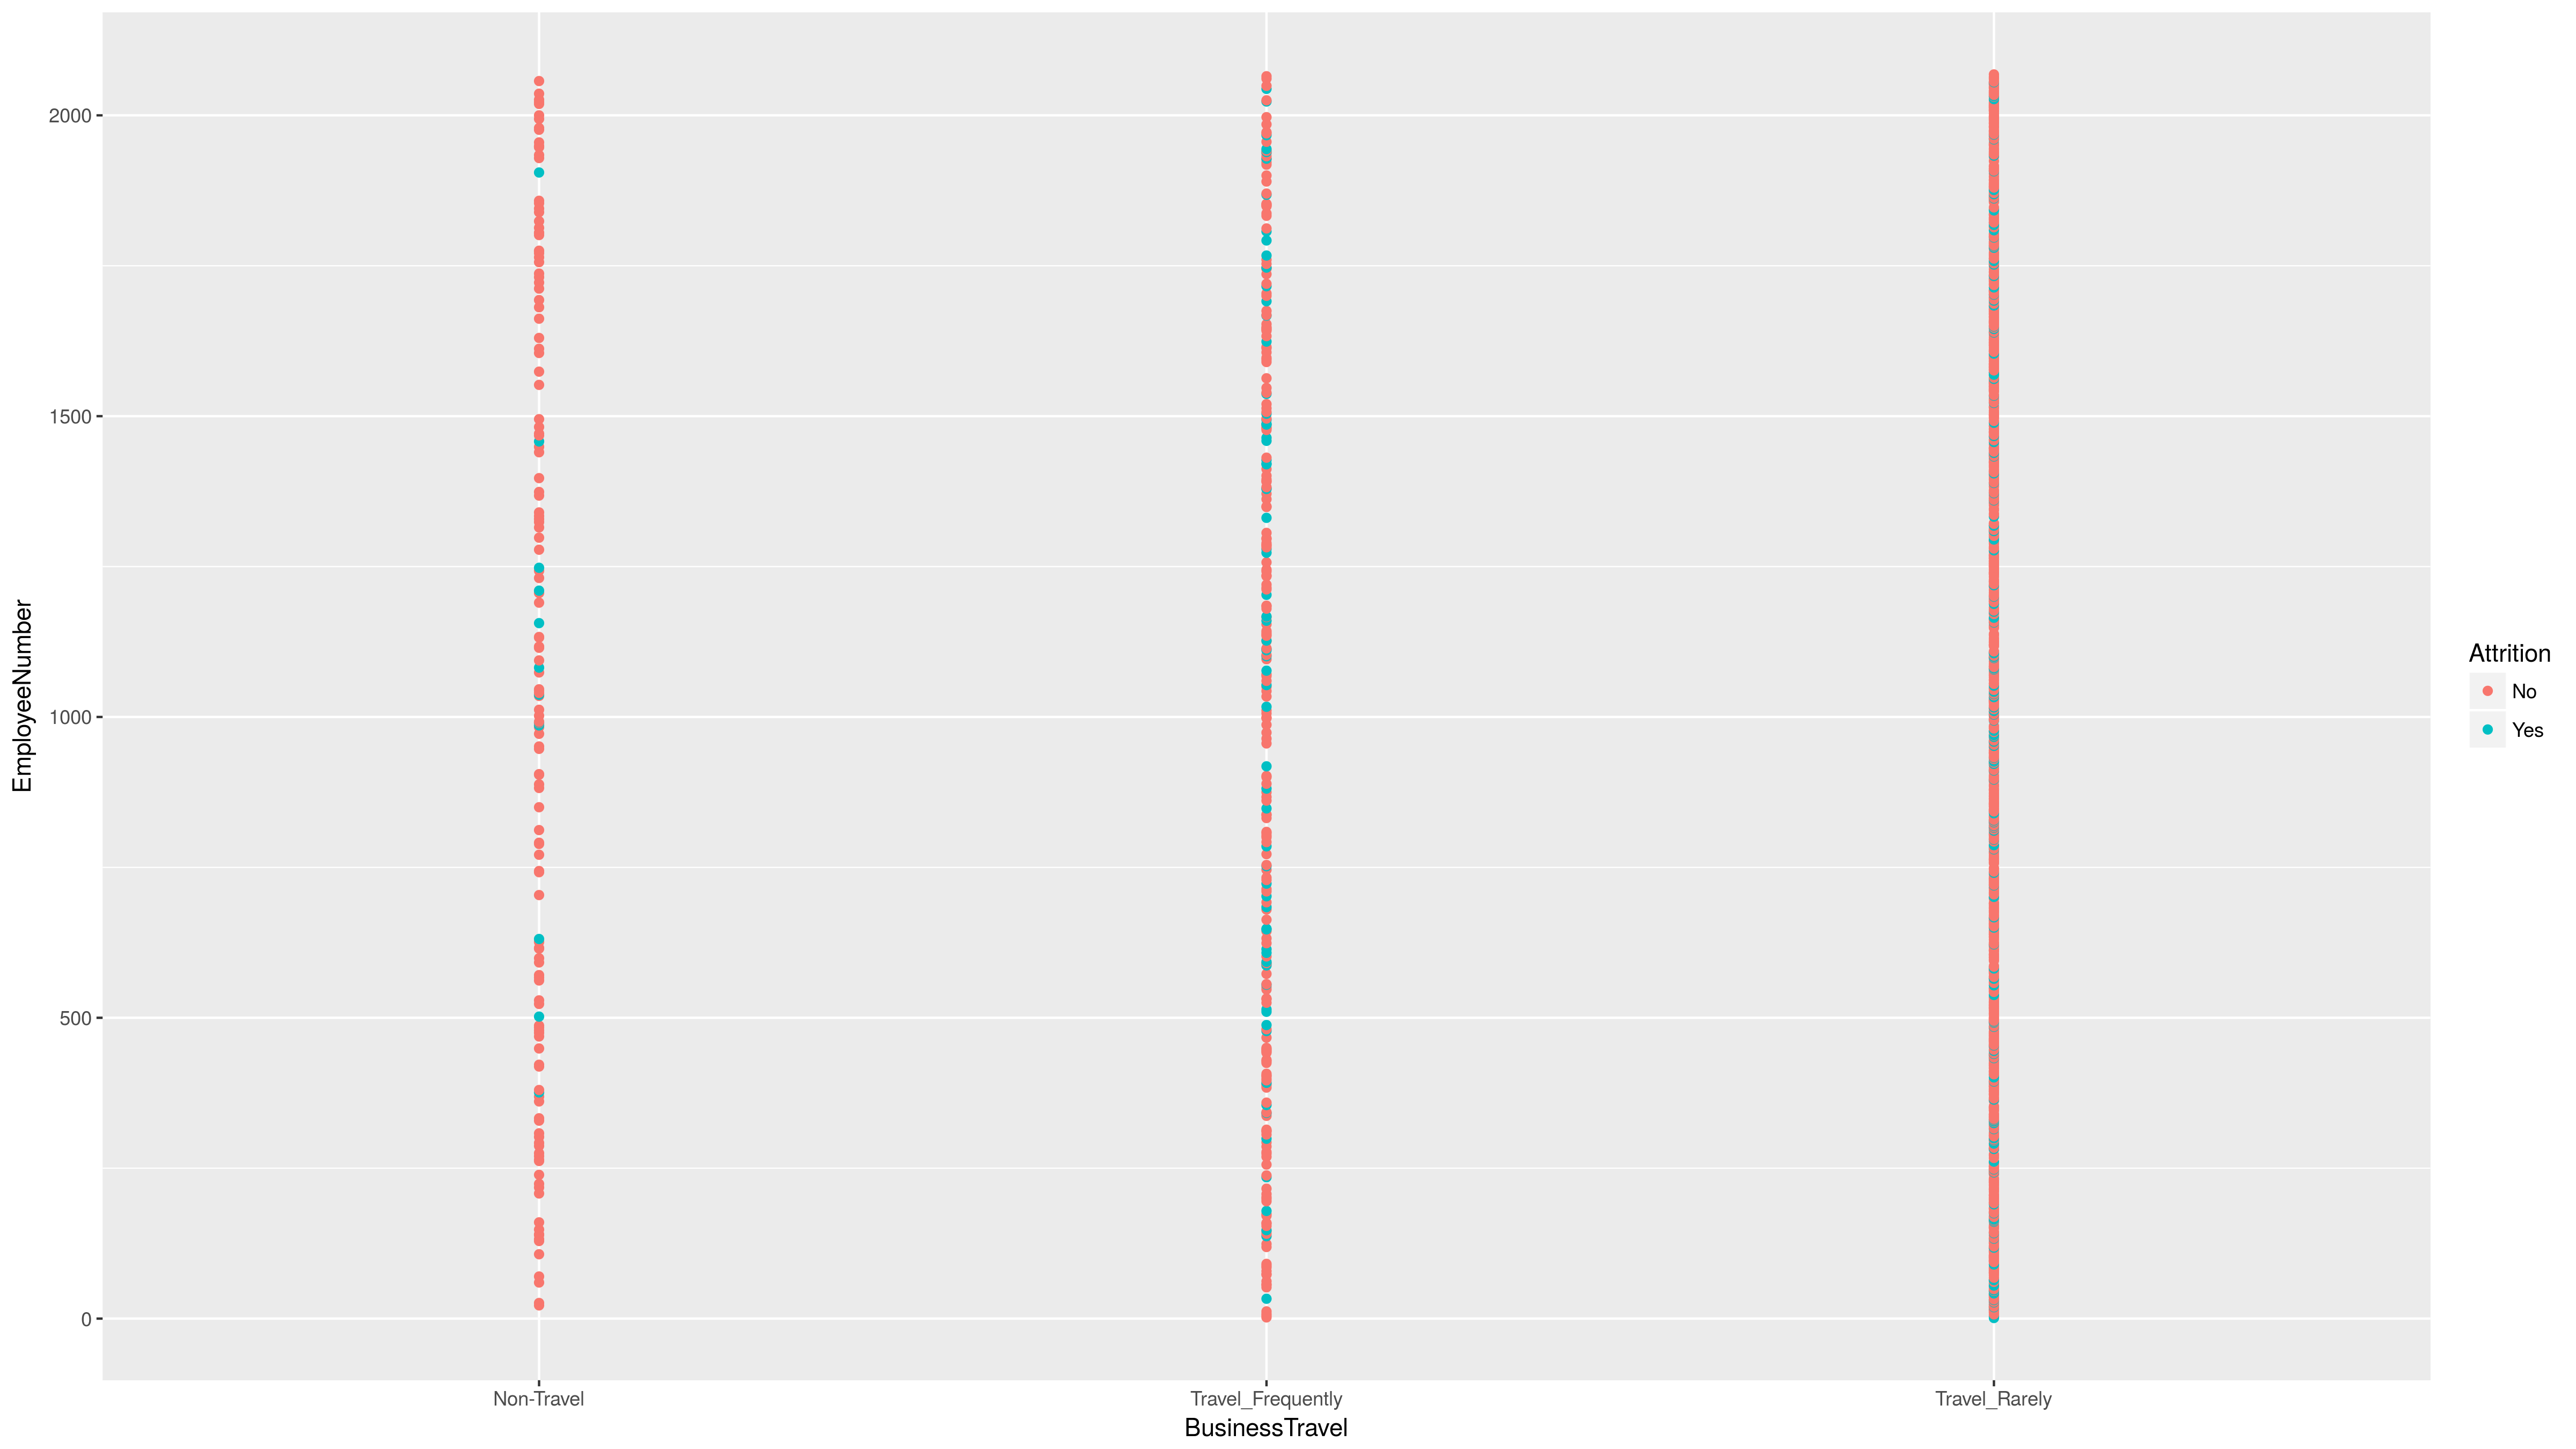 2000
1500
1000
500
0
EmployeeNumber
Non-Travel
Travel_Frequently
Travel_Rarely
BusinessTravel
Attrition
No
Yes